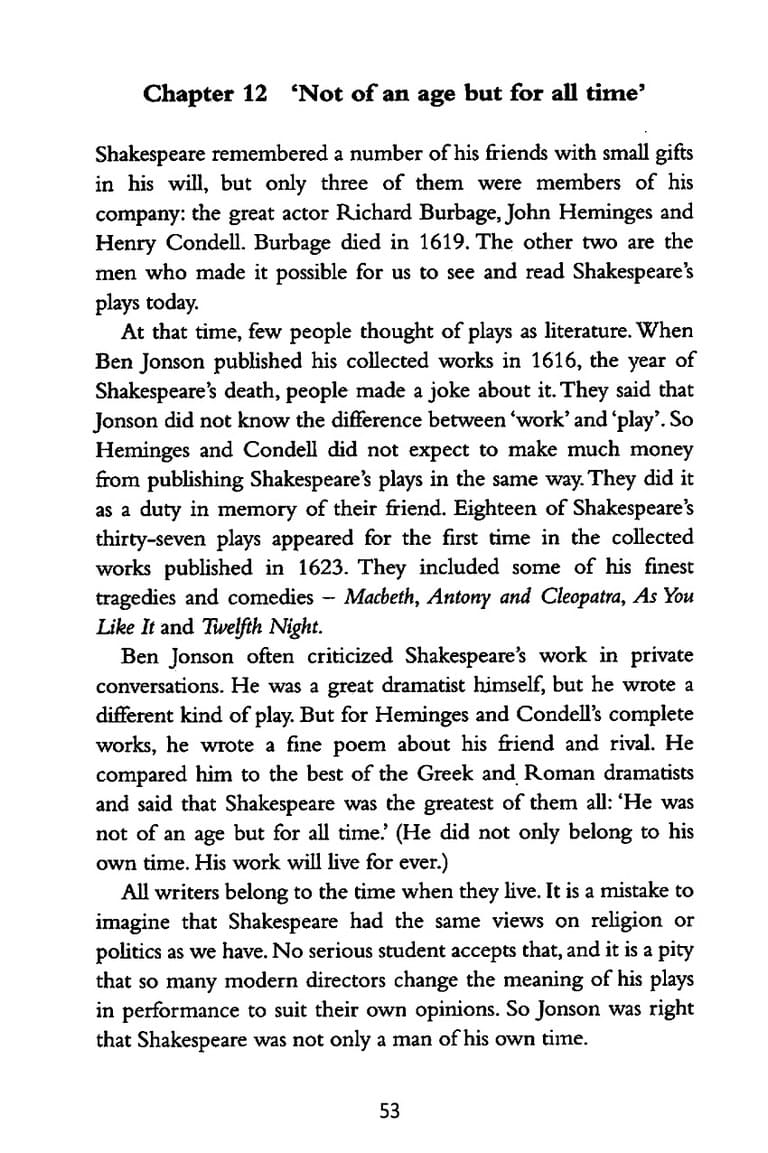 Chapter 12 ‘Not of an age but for all time’
Shakespeare remembered a number of his friends with small gifts
in his will, but only three of them were members of his
company: the great actor Richard Burbage, John Heminges and
Henry Condell. Burbage died in 1619. The other two are the
men who made it possible for us to see and read Shakespeare’s
plays today.
At that time, few people thought of plays as literature. When
Ben Jonson published his collected works in 1616, the year of
Shakespeare’s death, people made a joke about it. They said that
Jonson did not know the difference between ‘work’ and ‘play’. So
Heminges and Condell did not expect to make much money
from publishing Shakespeare’s plays in the same way. They did it
as a duty in memory of their friend. Eighteen of Shakespeare’s
thirty-seven plays appeared for the first time in the collected
works published in 1623. They included some of his finest
tragedies and comedies – Macbeth, Antony and Cleopatra, As You
Like It and Twelfth Night.
Ben Jonson often criticized Shakespeare’s work in private
conversations. He was a great dramatist himself, but he wrote a
different kind of play. But for Heminges and Condell’s complete
works, he wrote a fine poem about his friend and rival. He
compared him to the best of the Greek and Roman dramatists
and said that Shakespeare was the greatest of them all: ‘He was
not of an age but for all time.’ (He did not only belong to his
own time. His work will live for ever.)
All writers belong to the time when they live. It is a mistake to
imagine that Shakespeare had the same views on religion or
politics as we have. No serious student accepts that, and it is a pity
that so many modern directors change the meaning of his plays
in performance to suit their own opinions. So Jonson was right
that Shakespeare was not only a man of his own time.
53